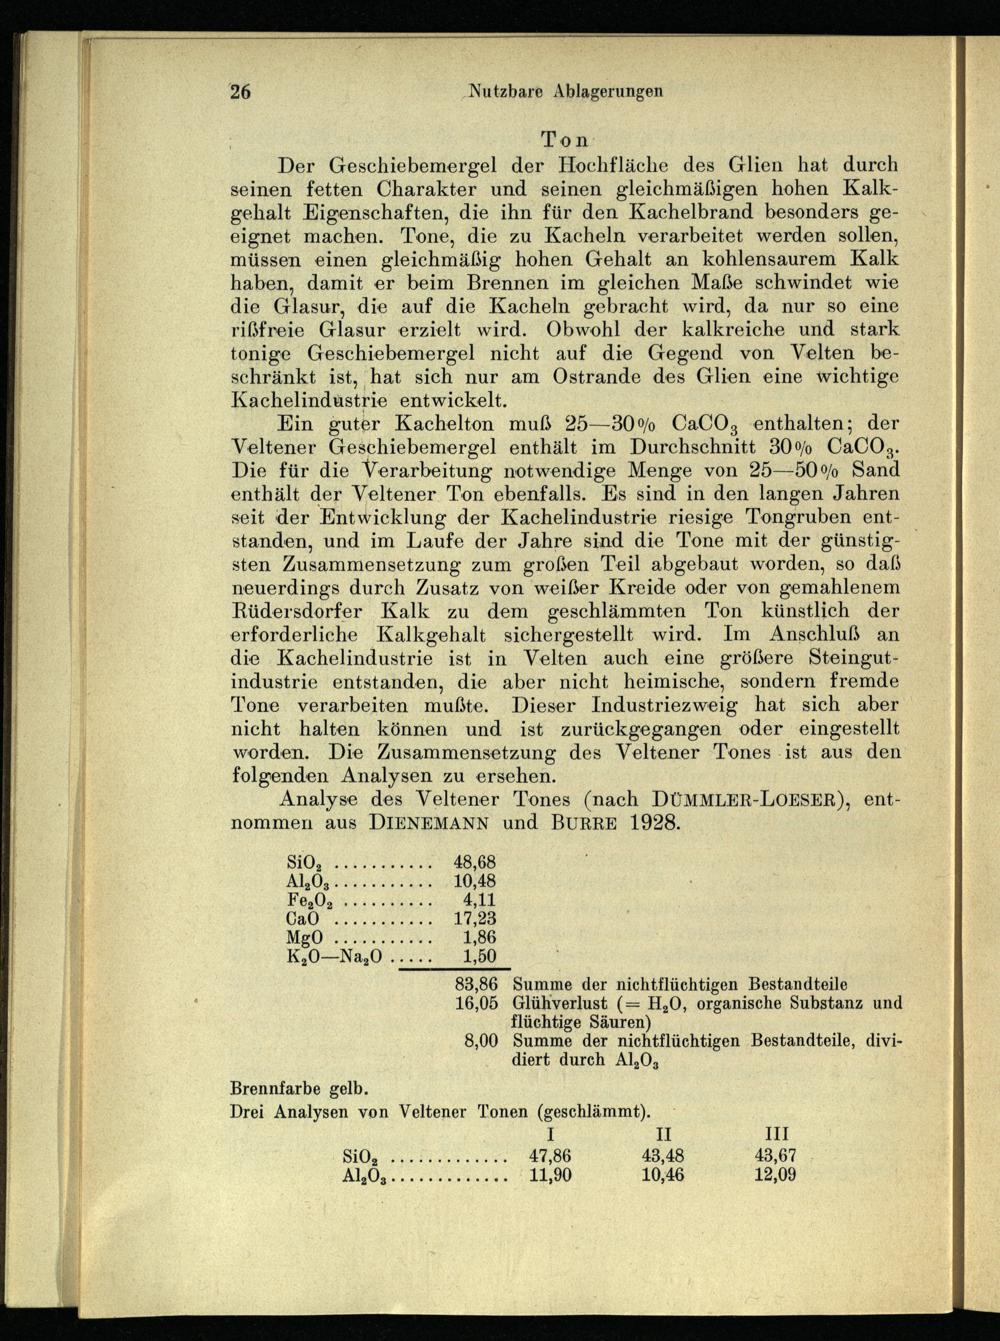 26 Nutzbare Ablagerungen
Ton
Der Geschiebemergel der Hochfläche des Glien hat durch
seinen fetten Charakter und seinen gleichmäßigen hohen Kalk-
gehalt Eigenschaften, die ihn für den Kachelbrand besonders ge-
eignet machen. Tone, die zu Kacheln verarbeitet werden sollen,
müssen einen gleichmäßig hohen Gehalt an kohlensaurem Kalk
haben, damit er beim Brennen im gleichen Maße schwindet wie
die Glasur, die auf die Kacheln gebracht wird, da nur so eine
rißfreie Glasur erzielt wird. Obwohl der kalkreiche und stark
tonige Geschiebemergel nicht auf die Gegend von Velten be-
schränkt ist, hat sich nur am Ostrande des Glien eine wichtige
Kachelindustrie entwickelt.
Ein guter Kachelton muß 25—30% CaCO₃ enthalten; der
Veltener Geschiebemergel enthält im Durchschnitt 30% CaCO₃.
Die für die Verarbeitung notwendige Menge von 25—50% Sand
enthält der Veltener Ton ebenfalls. Es sind in den langen Jahren
seit der Entwicklung der Kachelindustrie riesige Tongruben ent-
standen, und im Laufe der Jahre sind die Tone mit der günstig-
sten Zusammensetzung zum großen Teil abgebaut worden, so daß
neuerdings durch Zusatz von weißer Kreide oder von gemahlenem
Rüdersdorfer Kalk zu dem geschlämmten Ton künstlich der
erforderliche Kalkgehalt sichergestellt wird. Im Anschluß an
die Kachelindustrie ist in Velten auch eine größere Steingut-
industrie entstanden, die aber nicht heimische, sondern fremde
Tone verarbeiten mußte. Dieser Industriezweig hat sich aber
nicht halten können und ist zurückgegangen oder eingestellt
worden. Die Zusammensetzung des Veltener Tones ist aus den
folgenden Analysen zu ersehen.
Analyse des Veltener Tones (nach DÜMMLER-LOESER), ent-
nommen aus DIENEMANN und BURRE 1928.
SiO₂ ........... 48,68
Al₂O₃ ........... 10,48
Fe₂O₂ .......... 4,11
CaO ........... 17,23
MgO ........... 1,86
K₂O—Na₂O ..... 1,50
83,86 Summe der nichtflüchtigen Bestandteile
16,05 Glühverlust (= H₂O, organische Substanz und
flüchtige Säuren)
8,00 Summe der nichtflüchtigen Bestandteile, divi-
diert durch Al₂O₃
Brennfarbe gelb.
Drei Analysen von Veltener Tonen (geschlämmt).
I II III
SiO₂ ............. 47,86 43,48 43,67
Al₂O₃ ............. 11,90 10,46 12,09